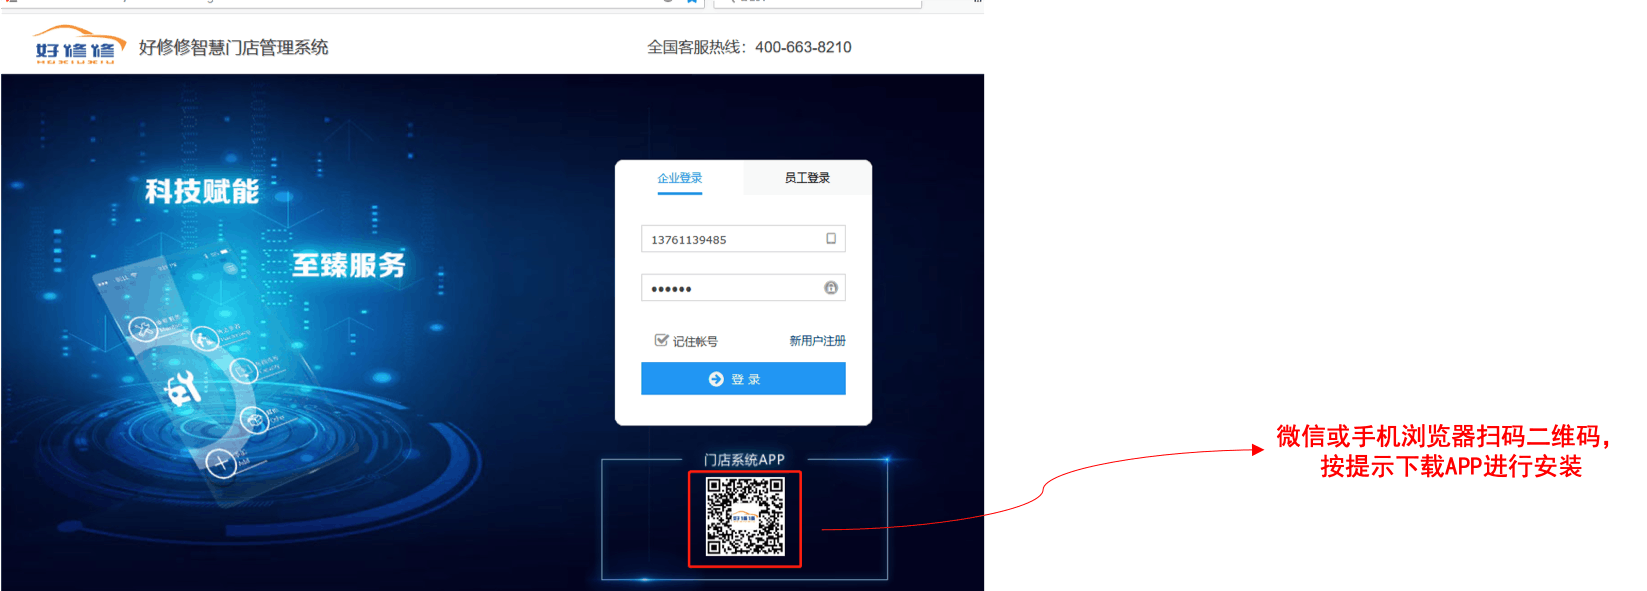 好修修
HAOXIUXIU
好修修智慧门店管理系统
全国客服热线：400-663-8210
科技赋能
至臻服务
企业登录
员工登录
13761139485
••••••
记住帐号
新用户注册
登 录
门店系统APP
好修修
微信或手机浏览器扫码二维码，
按提示下载APP进行安装